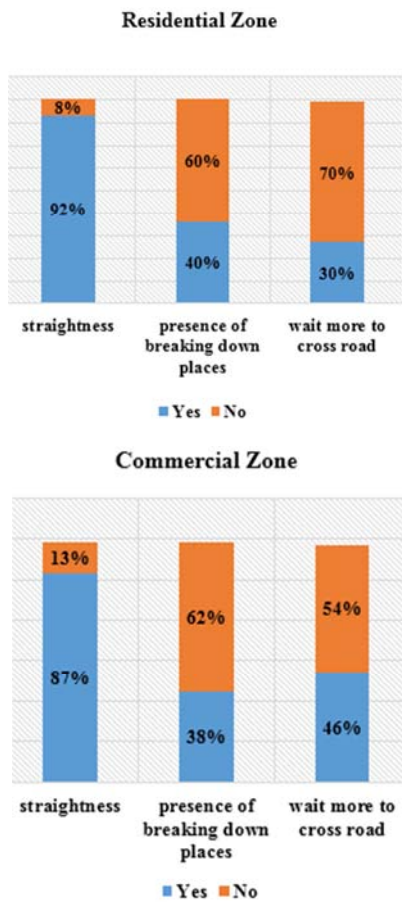 Residential Zone
8% 60% 70%
92% 40% 30%
straightness presence of wait more to
breaking down cross road
places
Yes No
Commercial Zone
13% 62% 54%
87% 38% 46%
straightness presence of wait more to
breaking down cross road
places
Yes No